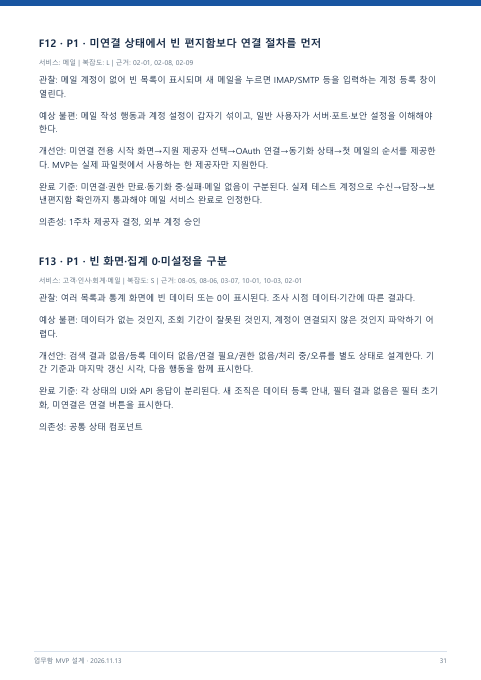 F12 · P1 · 미연결 상태에서 빈 편지함보다 연결 절차를 먼저
서비스: 메일 | 복잡도: L | 근거: 02-01, 02-08, 02-09
관찰: 메일 계정이 없어 빈 목록이 표시되며 새 메일을 누르면 IMAP/SMTP 등을 입력하는 계정 등록 창이
열린다.
예상 불편: 메일 작성 행동과 계정 설정이 갑자기 섞이고, 일반 사용자가 서버·포트·보안 설정을 이해해야
한다.
개선안: 미연결 전용 시작 화면→지원 제공자 선택→OAuth 연결→동기화 상태→첫 메일의 순서를 제공한
다. MVP는 실제 파일럿에서 사용하는 한 제공자만 지원한다.
완료 기준: 미연결·권한 만료·동기화 중·실패·메일 없음이 구분된다. 실제 테스트 계정으로 수신→답장→보
낸편지함 확인까지 통과해야 메일 서비스 완료로 인정한다.
의존성: 1주차 제공자 결정, 외부 계정 승인
F13 · P1 · 빈 화면·집계 0·미설정을 구분
서비스: 고객·인사·회계·메일 | 복잡도: S | 근거: 08-05, 08-06, 03-07, 10-01, 10-03, 02-01
관찰: 여러 목록과 통계 화면에 빈 데이터 또는 0이 표시된다. 조사 시점 데이터·기간에 따른 결과다.
예상 불편: 데이터가 없는 것인지, 조회 기간이 잘못된 것인지, 계정이 연결되지 않은 것인지 파악하기 어
렵다.
개선안: 검색 결과 없음/등록 데이터 없음/연결 필요/권한 없음/처리 중/오류를 별도 상태로 설계한다. 기
간 기준과 마지막 갱신 시각, 다음 행동을 함께 표시한다.
완료 기준: 각 상태의 UI와 API 응답이 분리된다. 새 조직은 데이터 등록 안내, 필터 결과 없음은 필터 초기
화, 미연결은 연결 버튼을 표시한다.
의존성: 공통 상태 컴포넌트
업무함 MVP 설계 · 2026.11.13
31